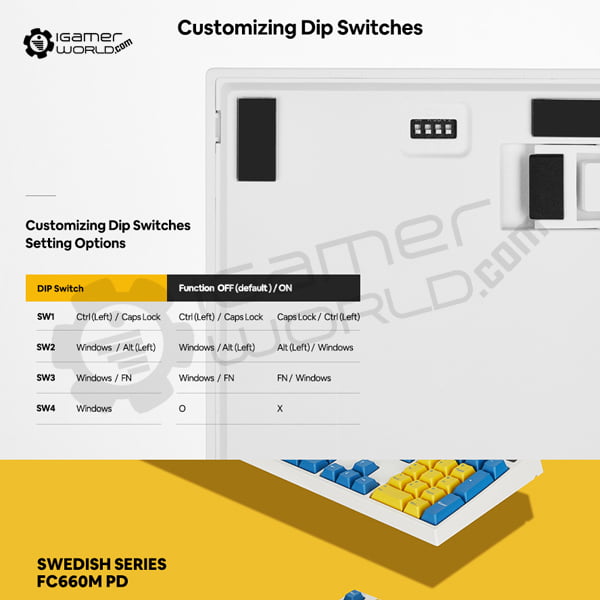 iGamer
WORLD.com
Customizing Dip Switches
Customizing Dip Switches
Setting Options
DIP Switch Function OFF (default) / ON
SW1 Ctrl (Left) / Caps Lock Ctrl (Left) / Caps Lock Caps Lock / Ctrl (Left)
SW2 Windows / Alt (Left) Windows / Alt (Left) Alt (Left) / Windows
SW3 Windows / FN Windows / FN FN / Windows
SW4 Windows O X
iGamer
WORLD.com
SWEDISH SERIES
FC660M PD